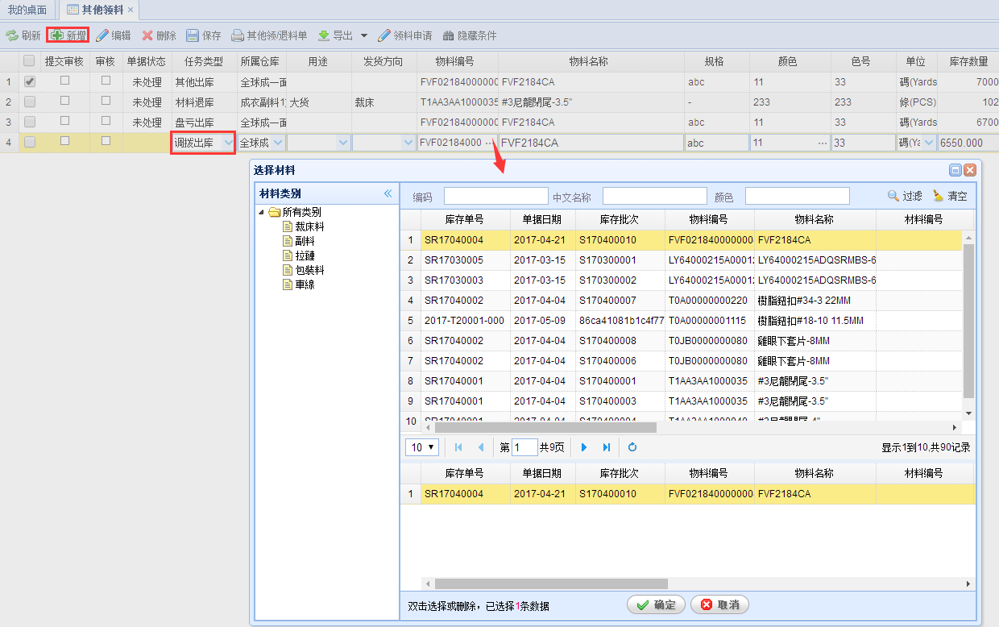 我的桌面 其他领料 ×
刷新 新增 编辑 删除 保存 其他领/退料单 导出 领料申请 隐藏条件
提交审核 审核 单据状态 任务类型 所属仓库 用途 发货方向 物料编号 物料名称 规格 颜色 色号 单位 库存数量
1 未处理 其他出库 全球成一面 FVF02184000000 FVF2184CA abc 11 33 碼(Yards 7000
2 未处理 材料退库 成衣副料1 大货 裁床 T1AA3AA1000035 #3尼龍閉尾-3.5" - 233 233 條(PCS) 102
3 未处理 盘亏出库 全球成一面 FVF02184000000 FVF2184CA abc 11 33 碼(Yards 6700
4 调拨出库 全球成 FVF02184000 ... FVF2184CA abc 11 ... 33 碼(Ya 6550.000
选择材料
材料类别 «
所有类别
裁床料
副料
拉鏈
包裝料
車線
编码 中文名称 颜色 过滤 清空
库存单号 单据日期 库存批次 物料编号 物料名称 材料编号
1 SR17040004 2017-04-21 S170400010 FVF021840000000 FVF2184CA
2 SR17030005 2017-03-15 S170300001 LY64000215A00012 LY64000215ADQSRMBS-6
3 SR17030003 2017-03-15 S170300002 LY64000215A00012 LY64000215ADQSRMBS-6
4 SR17040002 2017-04-04 S170400007 T0A00000000220 樹脂鈕扣#34-3 22MM
5 2017-T20001-000 2017-05-09 86ca41081b1c4f77 T0A00000001115 樹脂鈕扣#18-10 11.5MM
6 SR17040002 2017-04-04 S170400008 T0JB0000000080 雞眼下套片-8MM
7 SR17040002 2017-04-04 S170400006 T0JB0000000080 雞眼下套片-8MM
8 SR17040001 2017-04-04 S170400001 T1AA3AA1000035 #3尼龍閉尾-3.5"
9 SR17040001 2017-04-04 S170400003 T1AA3AA1000035 #3尼龍閉尾-3.5"
10 SR17040001 2017-04-04 S170400004 T1AA3AA1000040 #3尼龍閉尾-4"
10 第 1 共9页 显示1到10,共90记录
库存单号 单据日期 库存批次 物料编号 物料名称 材料编号
1 SR17040004 2017-04-21 S170400010 FVF021840000000 FVF2184CA
双击选择或删除，已选择1条数据 确定 取消